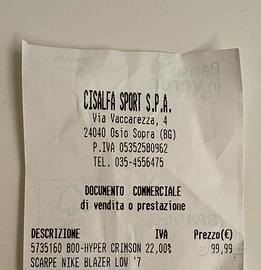 CISALFA SPORT S.P.A.
Via Vaccarezza, 4
24040 Osio Sopra (BG)
P.IVA 05352580962
TEL. 035-4556475
DOCUMENTO COMMERCIALE
di vendita o prestazione
DESCRIZIONE IVA Prezzo(€)
5735160 800-HYPER CRIMSON 22,00% 99,99
SCARPE NIKE BLAZER LOW '7